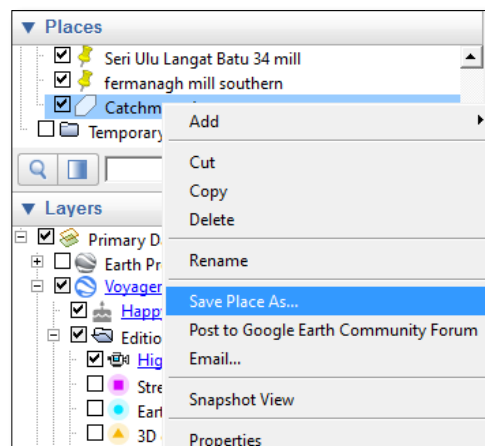 Places
Seri Ulu Langat Batu 34 mill
fermanagh mill southern
Catchm
Temporary
Add
Cut
Copy
Delete
Rename
Save Place As...
Post to Google Earth Community Forum
Email...
Snapshot View
Properties
Layers
Primary D
Earth Pr
Voyager
Happ
Editio
Hig
Stre
Eart
3D